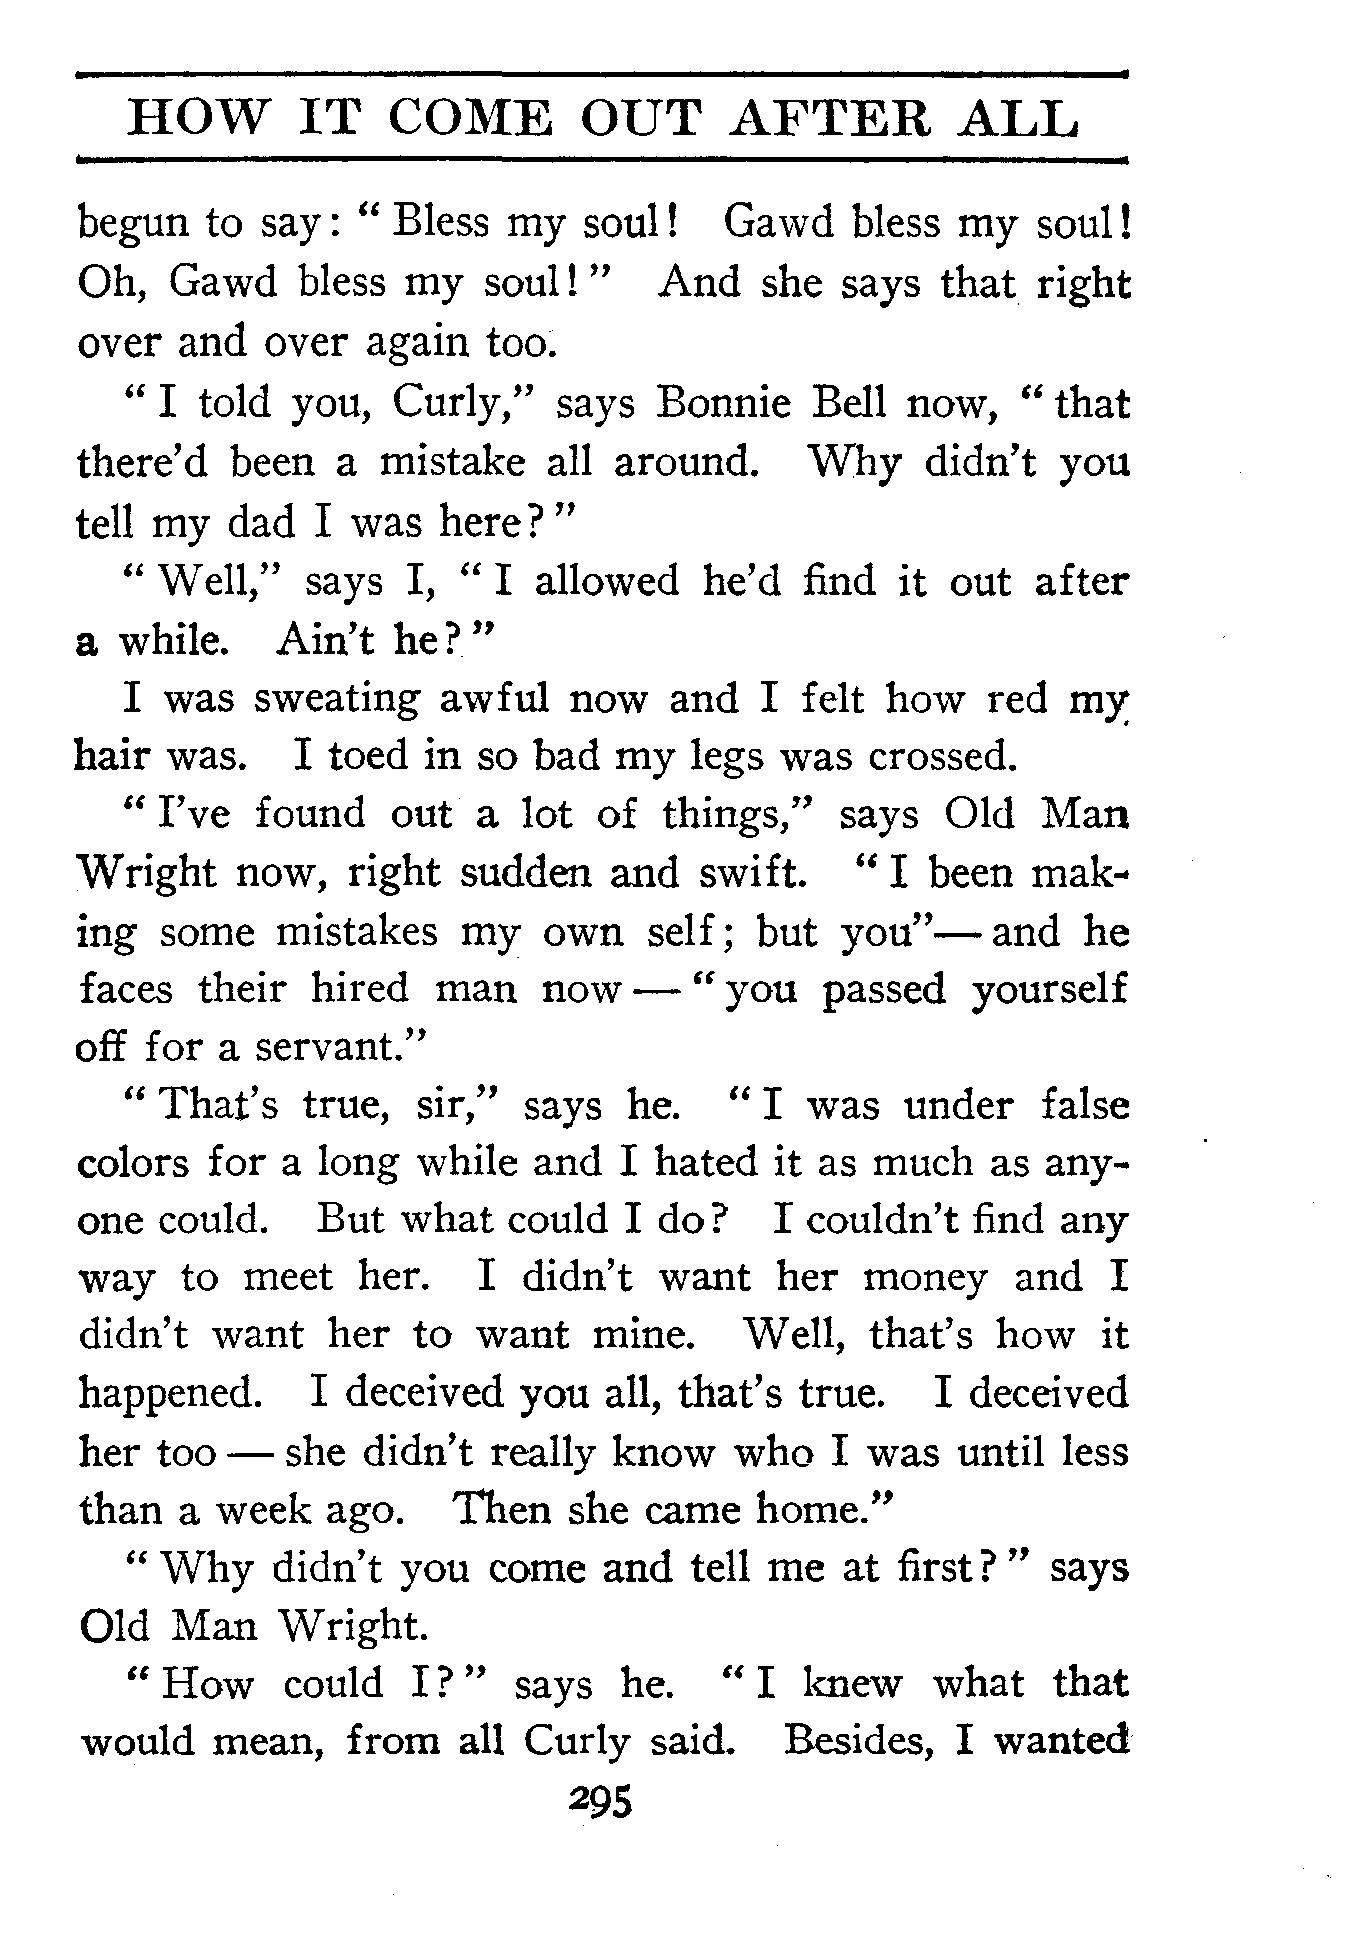 HOW IT COME OUT AFTER ALL
begun to say: “ Bless my soul! Gawd bless my soul!
Oh, Gawd bless my soul! ” And she says that right
over and over again too.
“ I told you, Curly,” says Bonnie Bell now, “ that
there’d been a mistake all around. Why didn’t you
tell my dad I was here? ”
“ Well,” says I, “ I allowed he’d find it out after
a while. Ain’t he? ”
I was sweating awful now and I felt how red my
hair was. I toed in so bad my legs was crossed.
“ I’ve found out a lot of things,” says Old Man
Wright now, right sudden and swift. “ I been mak-
ing some mistakes my own self; but you”— and he
faces their hired man now — “ you passed yourself
off for a servant.”
“ That’s true, sir,” says he. “ I was under false
colors for a long while and I hated it as much as any-
one could. But what could I do? I couldn’t find any
way to meet her. I didn’t want her money and I
didn’t want her to want mine. Well, that’s how it
happened. I deceived you all, that’s true. I deceived
her too — she didn’t really know who I was until less
than a week ago. Then she came home.”
“ Why didn’t you come and tell me at first? ” says
Old Man Wright.
“ How could I? ” says he. “ I knew what that
would mean, from all Curly said. Besides, I wanted
295